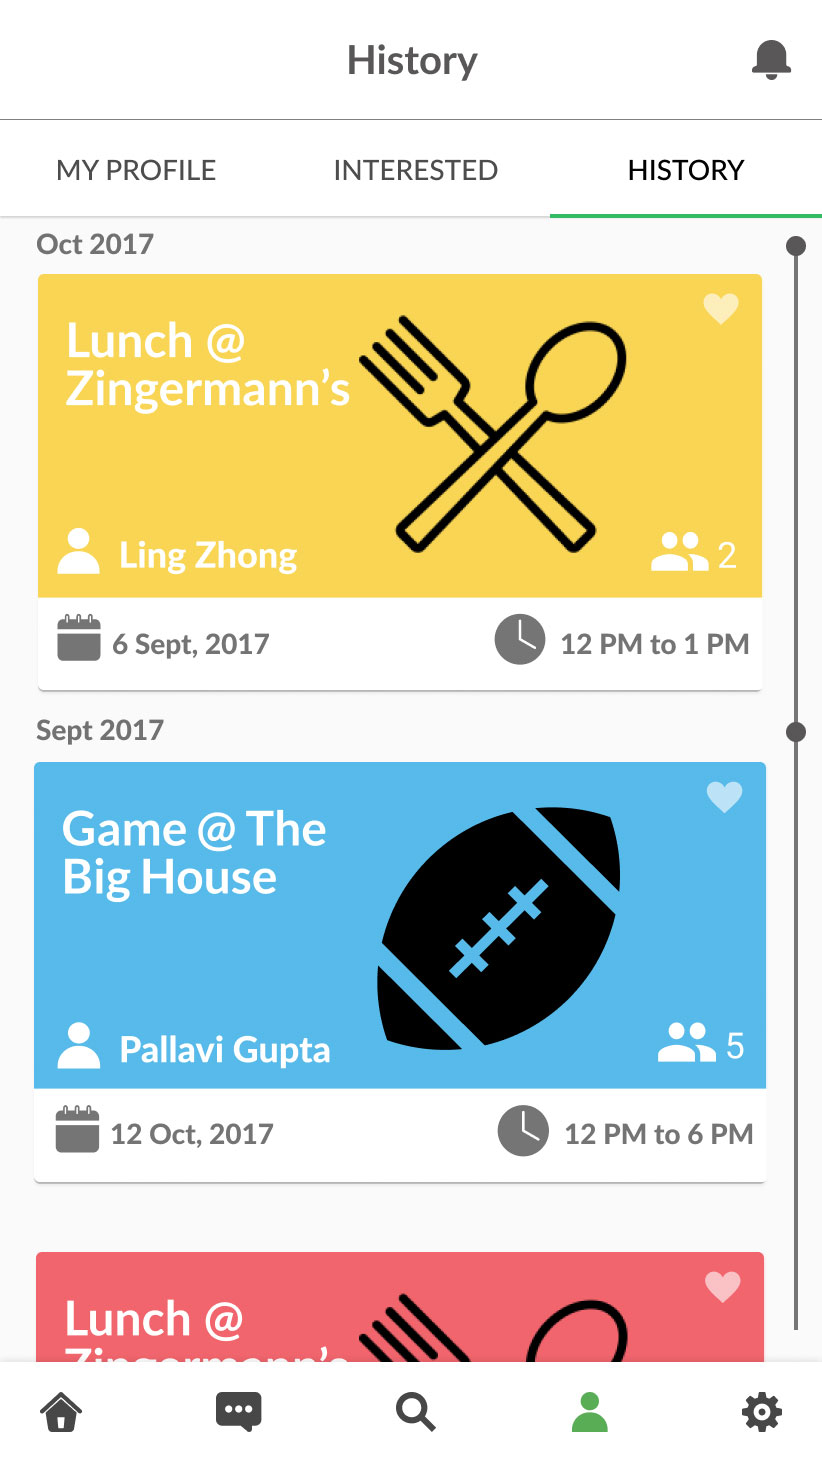 History
MY PROFILE
INTERESTED
HISTORY
Oct 2017
Lunch @
Zingermann’s
Ling Zhong
2
6 Sept, 2017
12 PM to 1 PM
Sept 2017
Game @ The
Big House
Pallavi Gupta
5
12 Oct, 2017
12 PM to 6 PM
Lunch @
Zingermann’s